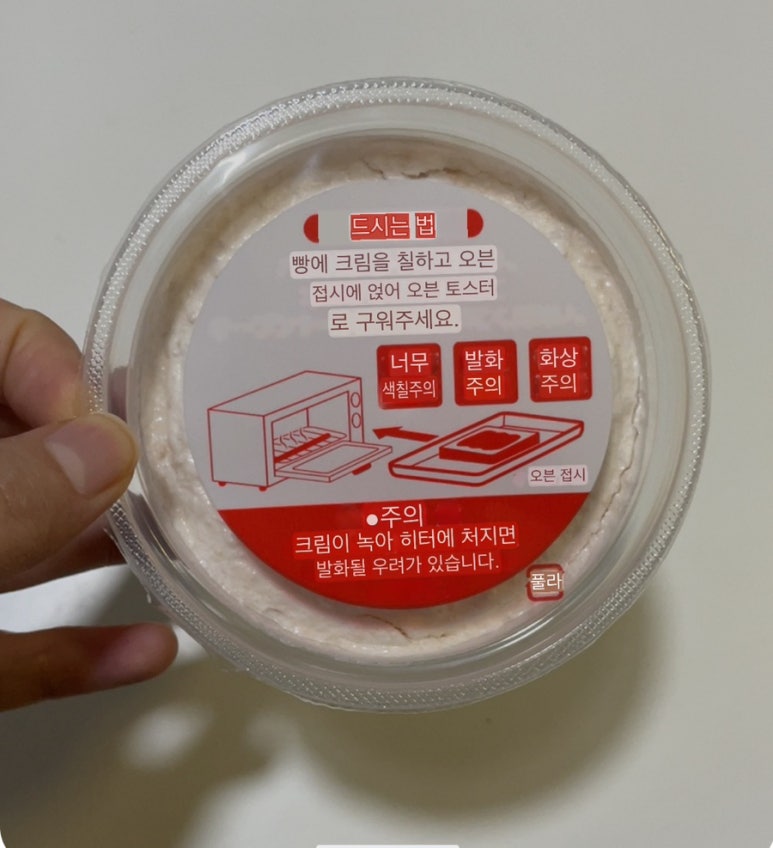 드시는 법
빵에 크림을 칠하고 오븐
접시에 얹어 오븐 토스터
로 구워주세요.
너무
색칠주의
발화
주의
화상
주의
오븐 접시
●주의
크림이 녹아 히터에 처지면
발화될 우려가 있습니다.
풀라